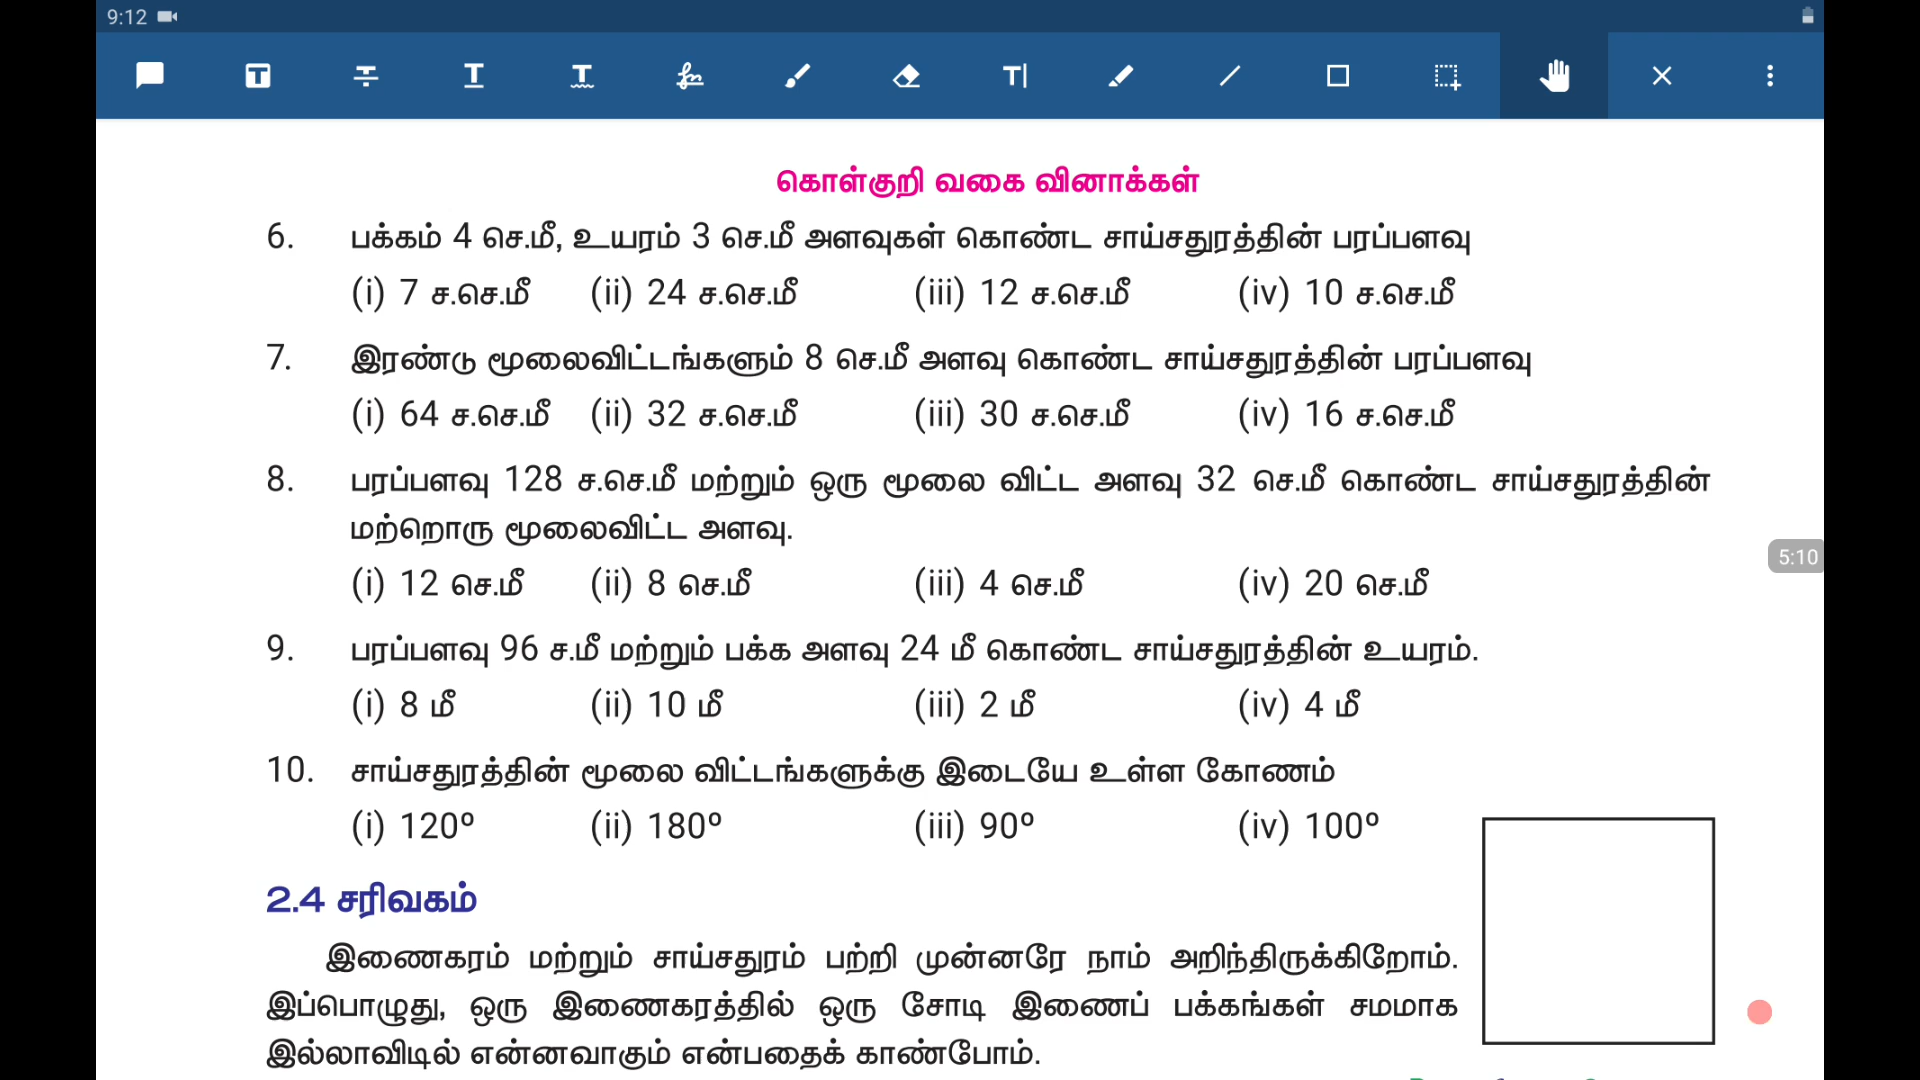 9:12
கொள்குறி வகை வினாக்கள்
6. பக்கம் 4 செ.மீ, உயரம் 3 செ.மீ அளவுகள் கொண்ட சாய்சதுரத்தின் பரப்பளவு
(i) 7 ச.செ.மீ (ii) 24 ச.செ.மீ (iii) 12 ச.செ.மீ (iv) 10 ச.செ.மீ
7. இரண்டு மூலைவிட்டங்களும் 8 செ.மீ அளவு கொண்ட சாய்சதுரத்தின் பரப்பளவு
(i) 64 ச.செ.மீ (ii) 32 ச.செ.மீ (iii) 30 ச.செ.மீ (iv) 16 ச.செ.மீ
8. பரப்பளவு 128 ச.செ.மீ மற்றும் ஒரு மூலை விட்ட அளவு 32 செ.மீ கொண்ட சாய்சதுரத்தின்
மற்றொரு மூலைவிட்ட அளவு.
5:10
(i) 12 செ.மீ (ii) 8 செ.மீ (iii) 4 செ.மீ (iv) 20 செ.மீ
9. பரப்பளவு 96 ச.மீ மற்றும் பக்க அளவு 24 மீ கொண்ட சாய்சதுரத்தின் உயரம்.
(i) 8 மீ (ii) 10 மீ (iii) 2 மீ (iv) 4 மீ
10. சாய்சதுரத்தின் மூலை விட்டங்களுக்கு இடையே உள்ள கோணம்
(i) 120º (ii) 180º (iii) 90º (iv) 100º
2.4 சரிவகம்
இணைகரம் மற்றும் சாய்சதுரம் பற்றி முன்னரே நாம் அறிந்திருக்கிறோம்.
இப்பொழுது, ஒரு இணைகரத்தில் ஒரு சோடி இணைப் பக்கங்கள் சமமாக
இல்லாவிடில் என்னவாகும் என்பதைக் காண்போம்.